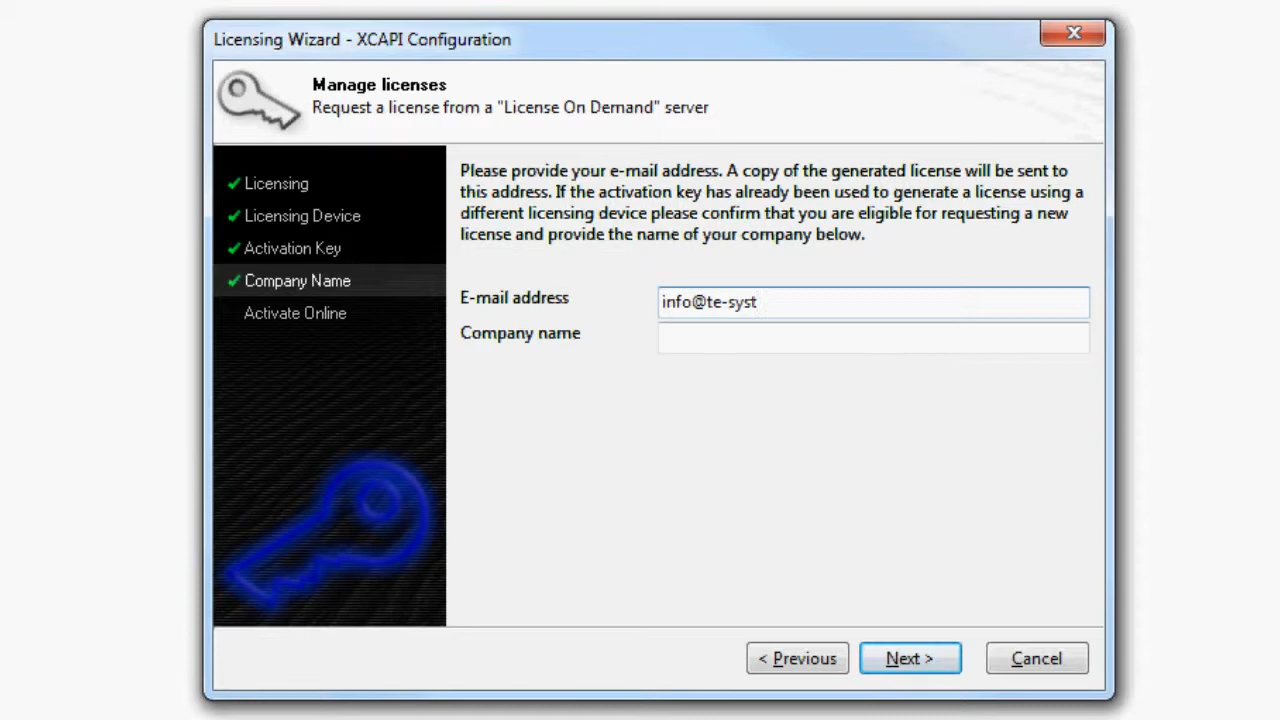 Licensing Wizard - XCAPI Configuration
Manage licenses
Request a license from a "License On Demand" server
Licensing
Licensing Device
Activation Key
Company Name
Activate Online
Please provide your e-mail address. A copy of the generated license will be sent to
this address. If the activation key has already been used to generate a license using a
different licensing device please confirm that you are eligible for requesting a new
license and provide the name of your company below.
E-mail address
info@te-syst
Company name
< Previous
Next >
Cancel